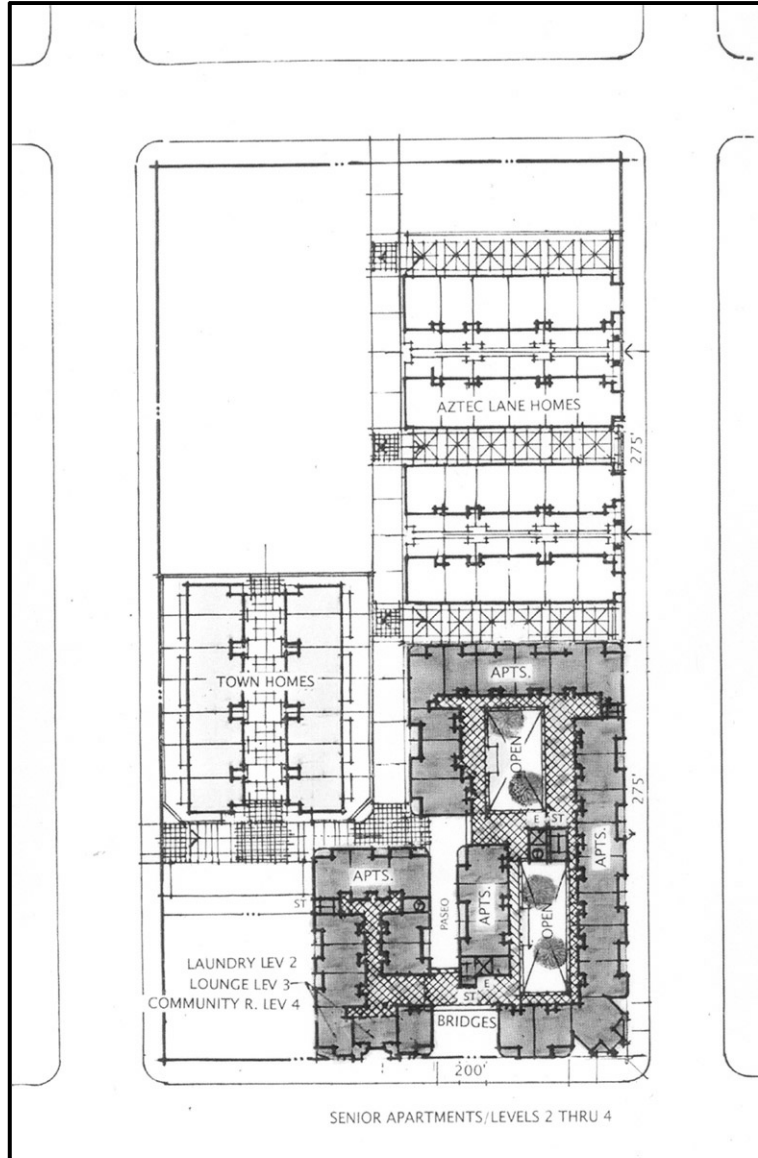 AZTEC LANE HOMES
275'
APTS.
TOWN HOMES
OPEN
275'
E ST
APTS.
APTS.
APTS.
OPEN
ST
PASEO
LAUNDRY LEV 2
LOUNGE LEV 3
COMMUNITY R. LEV 4
E
ST
BRIDGES
200'
SENIOR APARTMENTS/LEVELS 2 THRU 4